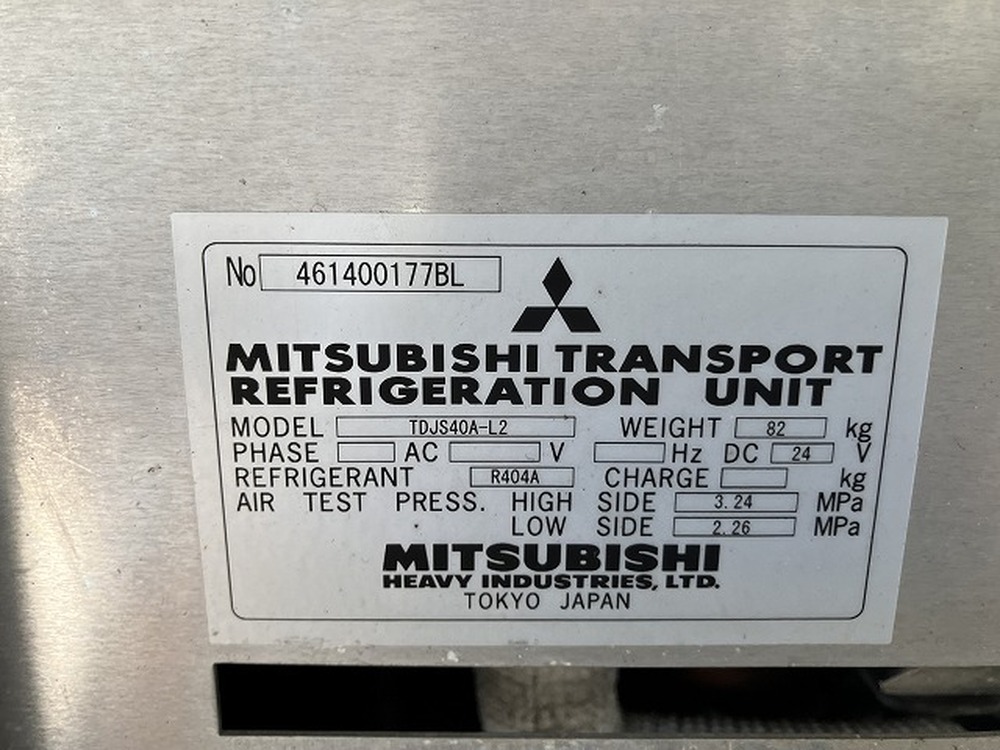 No 461400177BL
MITSUBISHI TRANSPORT
REFRIGERATION UNIT
MODEL TDJS40A-L2 WEIGHT 82 kg
PHASE AC V Hz DC 24 V
REFRIGERANT R404A CHARGE kg
AIR TEST PRESS. HIGH SIDE 3.24 MPa
LOW SIDE 2.26 MPa
MITSUBISHI
HEAVY INDUSTRIES, LTD.
TOKYO JAPAN